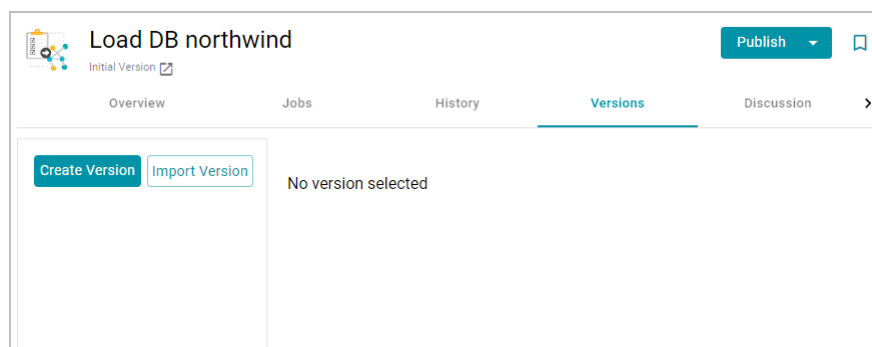 Load DB northwind
Publish
Initial Version
Overview Jobs History Versions Discussion
Create Version Import Version
No version selected